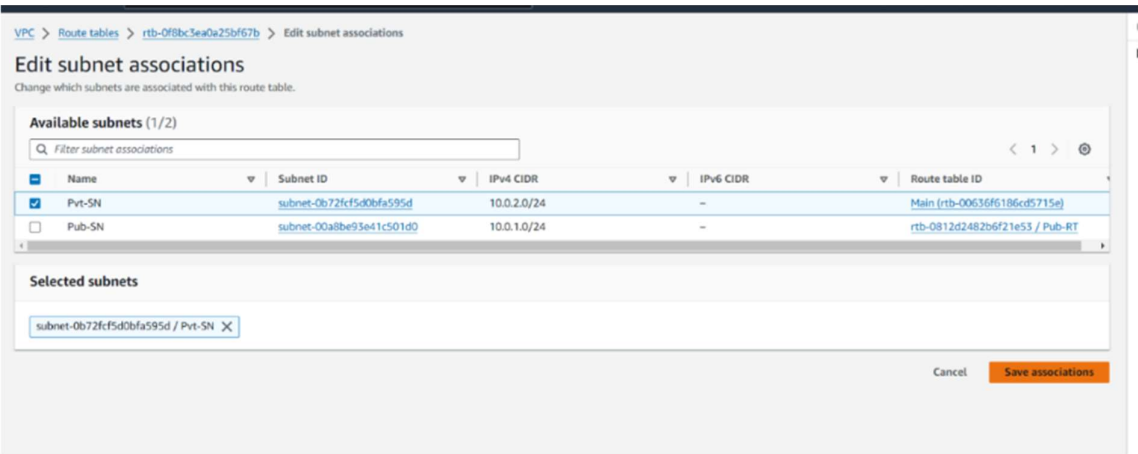 VPC > Route tables > rtb-0f8bc3ea0a25bf67b > Edit subnet associations
Edit subnet associations
Change which subnets are associated with this route table.
Available subnets (1/2)
Filter subnet associations
< 1 >
Name Subnet ID IPv4 CIDR IPv6 CIDR Route table ID
Pvt-SN subnet-0b72fcf5d0bfa595d 10.0.2.0/24 – Main (rtb-00636f6186cd5715e)
Pub-SN subnet-00a8be93e41c501d0 10.0.1.0/24 – rtb-0812d2482b6f21e53 / Pub-RT
Selected subnets
subnet-0b72fcf5d0bfa595d / Pvt-SN X
Cancel Save associations